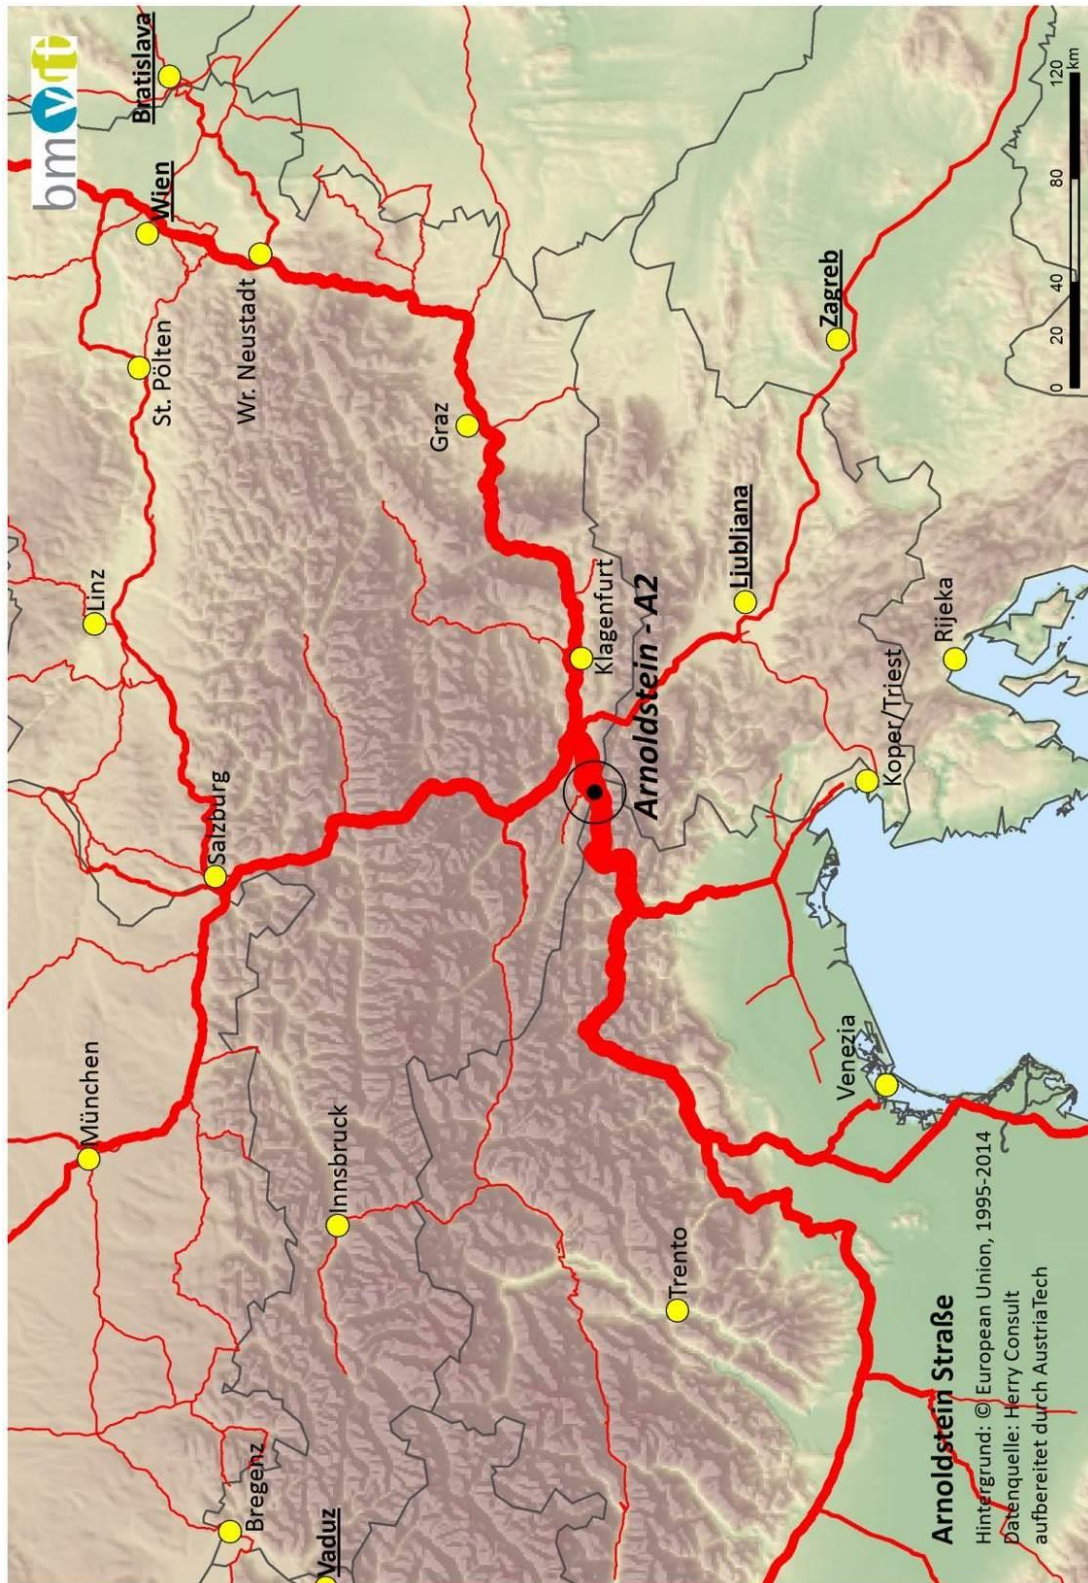 bmvit
München
Linz
St. Pölten
Wien
Bratislava
Salzburg
Wr. Neustadt
Bregenz
Vaduz
Innsbruck
Graz
Klagenfurt
Arnoldstein - A2
Trento
Ljubljana
Zagreb
Venezia
Koper/Triest
Rijeka
Arnoldstein Straße
Hintergrund: © European Union, 1995-2014
Datenquelle: Herry Consult
aufbereitet durch AustriaTech
0 20 40 80 120
km